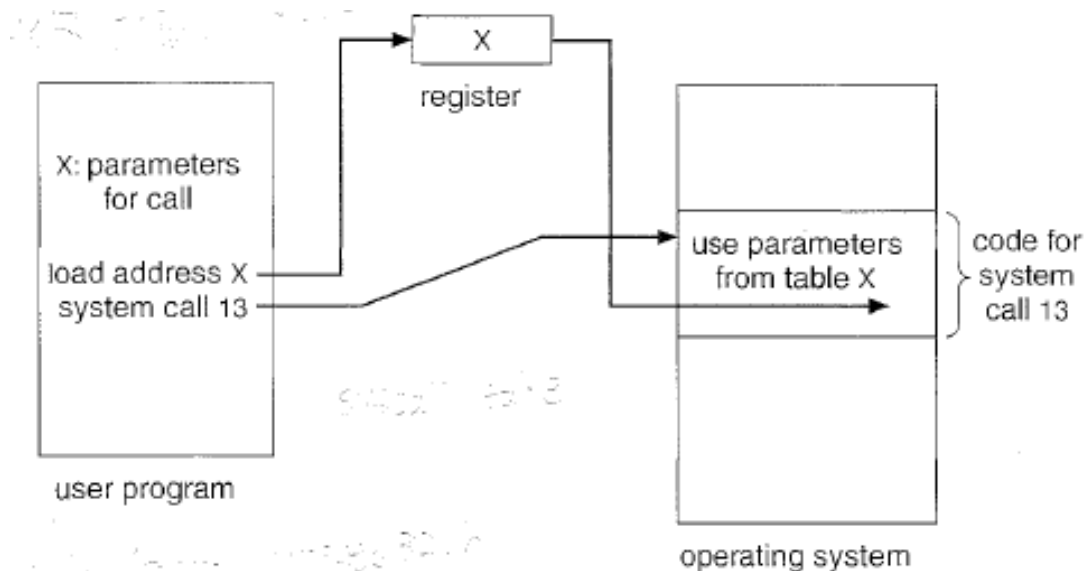 X
register
X: parameters
for call
load address X
system call 13
user program
use parameters
from table X
code for
system
call 13
operating system